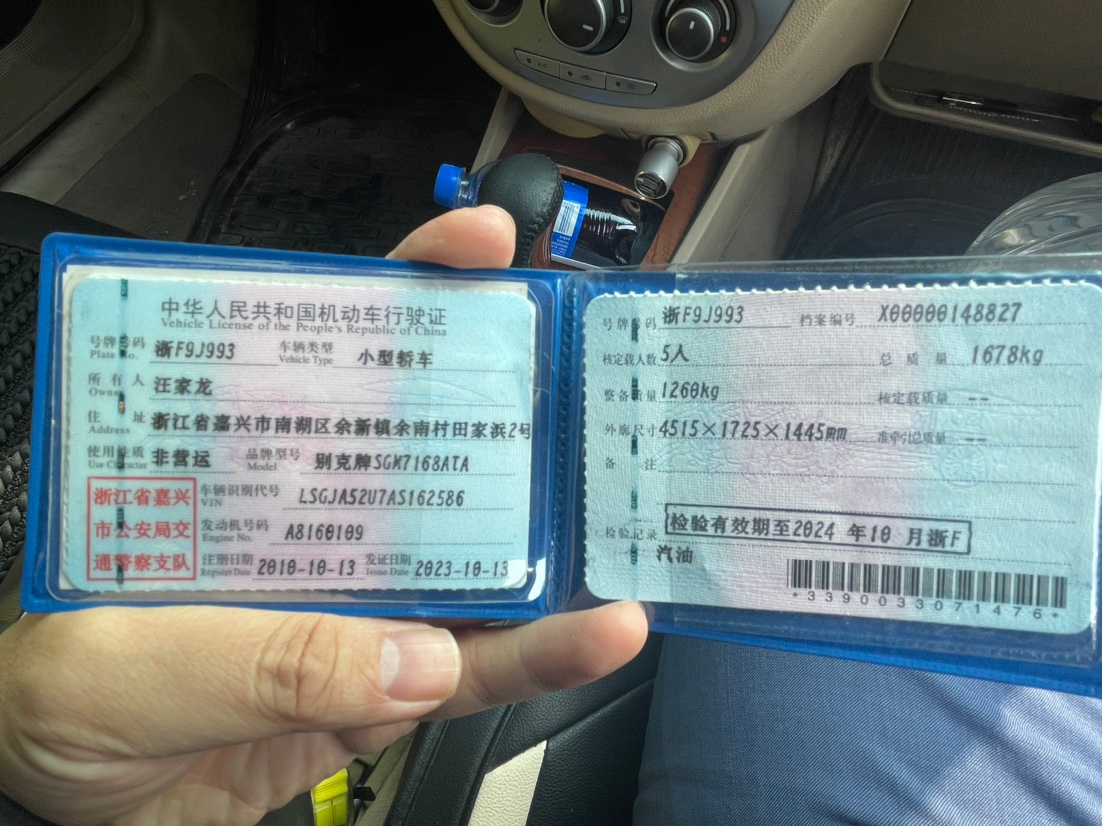 中华人民共和国机动车行驶证
Vehicle License of the People's Republic of China
号牌号码 浙F9J993 车辆类型 小型轿车
Plate No. Vehicle Type
所有人 汪家龙
Owner
住址 浙江省嘉兴市南湖区余新镇余南村田家浜2号
Address
使用性质 非营运 品牌型号 别克牌SGM7168ATA
Use Character Model
浙江省嘉兴
市公安局交
通警察支队
车辆识别代号 LSGJA52U7AS162586
VIN
发动机号码 A8160109
Engine No.
注册日期 2010-10-13 发证日期 2023-10-13
Register Date Issue Date
号牌号码 浙F9J993 档案编号 X00000148827
核定载人数 5人 总质量 1678kg
整备质量 1260kg 核定载质量 --
外廓尺寸 4515×1725×1445mm 准牵引总质量 --
备注
检验记录 检验有效期至2024年10月浙F
汽油
*3390033071476*